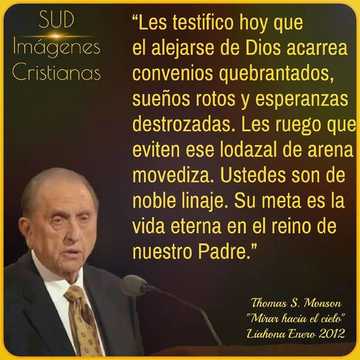 SUD
Imágenes
Cristianas
“Les testifico hoy que
el alejarse de Dios acarrea
convenios quebrantados,
sueños rotos y esperanzas
destrozadas. Les ruego que
eviten ese lodazal de arena
movediza. Ustedes son de
noble linaje. Su meta es la
vida eterna en el reino de
nuestro Padre.”
Thomas S. Monson
"Mirar hacia el cielo"
Liahona Enero 2012